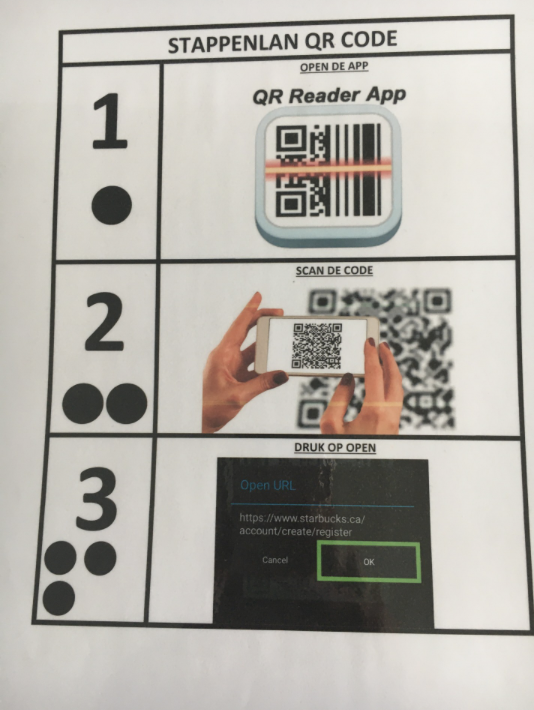 STAPPENLAN QR CODE
1
OPEN DE APP
QR Reader App
2
SCAN DE CODE
3
DRUK OP OPEN
Open URL
https://www.starbucks.ca/
account/create/register
Cancel
OK